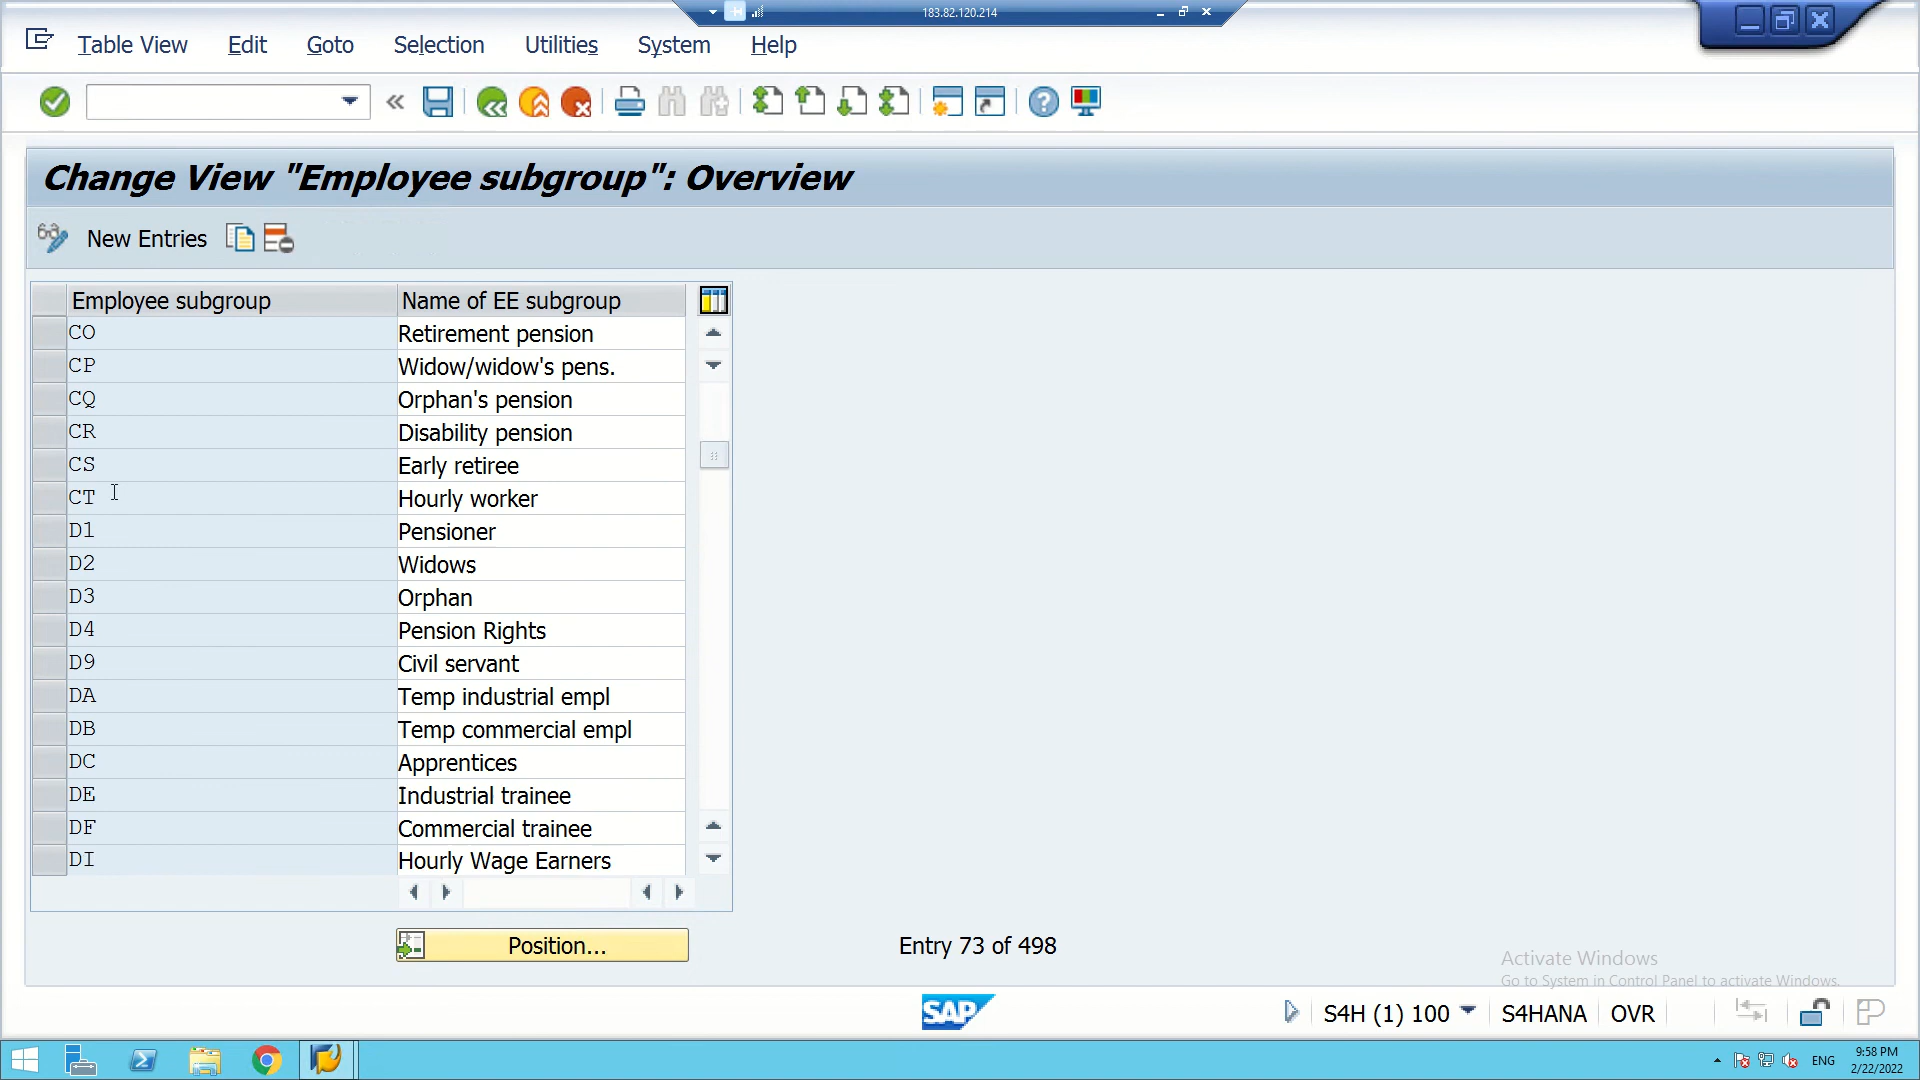 183.82.120.214
Table View Edit Goto Selection Utilities System Help
Change View "Employee subgroup": Overview
New Entries
Employee subgroup Name of EE subgroup
CO Retirement pension
CP Widow/widow's pens.
CQ Orphan's pension
CR Disability pension
CS Early retiree
CT Hourly worker
D1 Pensioner
D2 Widows
D3 Orphan
D4 Pension Rights
D9 Civil servant
DA Temp industrial empl
DB Temp commercial empl
DC Apprentices
DE Industrial trainee
DF Commercial trainee
DI Hourly Wage Earners
Position... Entry 73 of 498
Activate Windows
Go to System in Control Panel to activate Windows.
SAP S4H (1) 100 S4HANA OVR
ENG 9:58 PM
2/22/2022